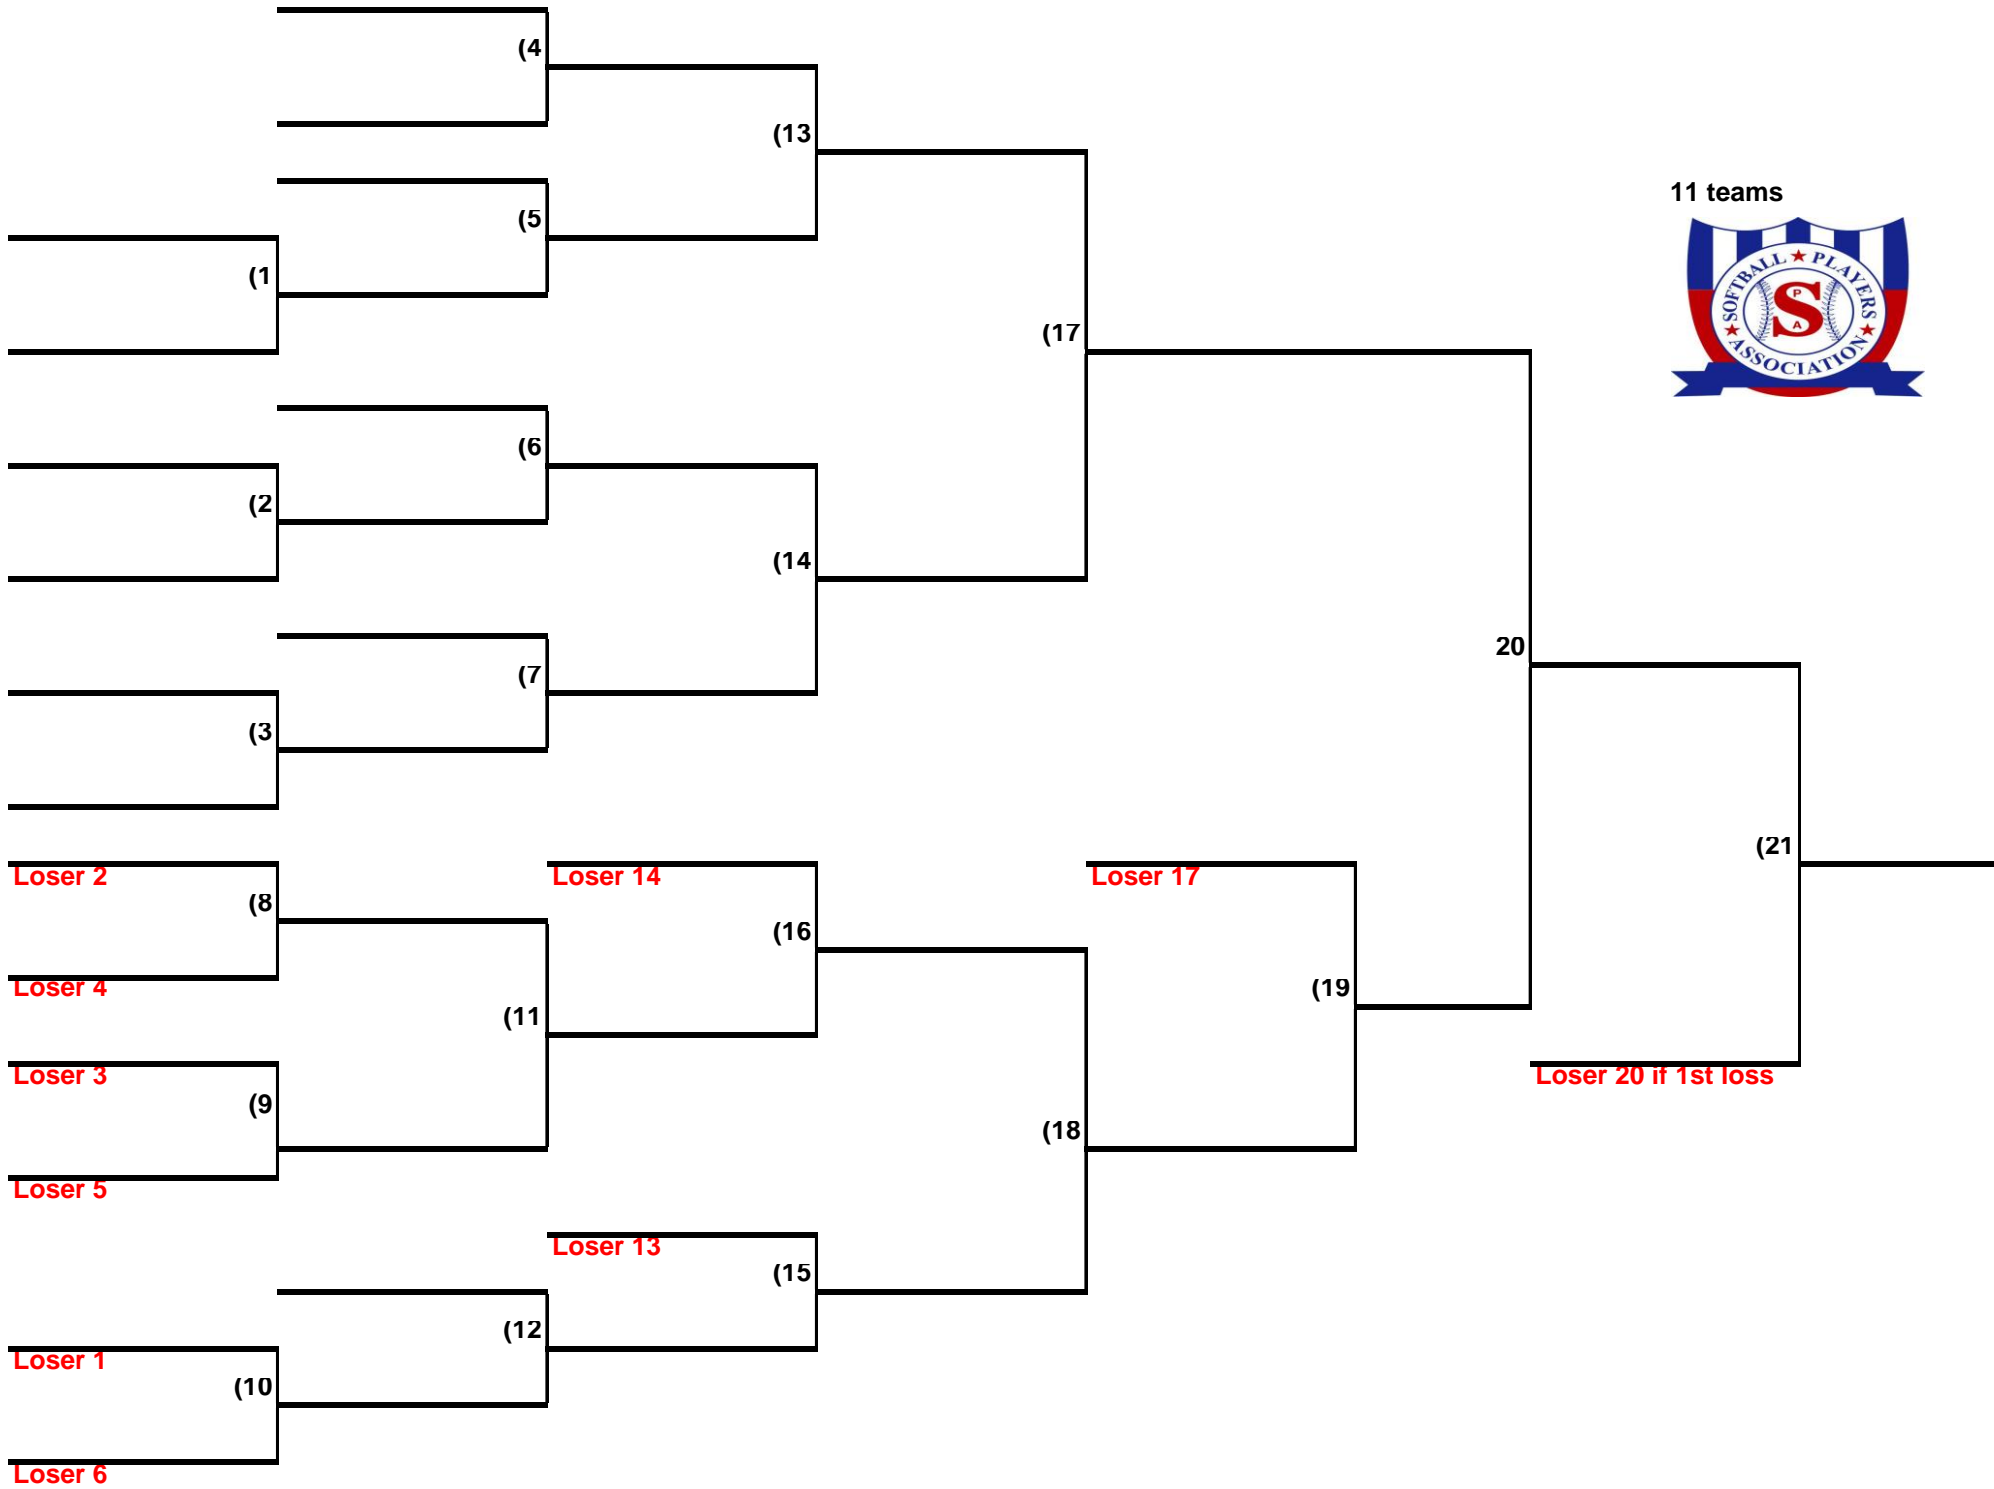 (4
(13
11 teams
(5
(1
SOFTBALL ★ PLAYERS
P
S
A
★ ASSOCIATION ★
(17
(6
(2
(14
20
(7
(3
(21
Loser 2
Loser 14
Loser 17
(8
(16
Loser 4
(19
(11
Loser 3
Loser 20 if 1st loss
(9
(18
Loser 5
Loser 13
(15
(12
Loser 1
(10
Loser 6